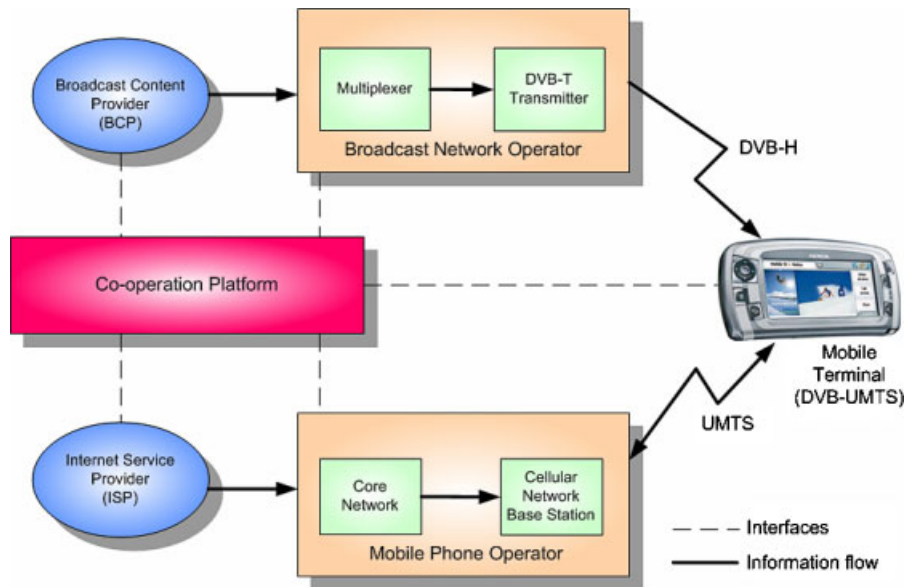 Broadcast Content
Provider
(BCP)
Multiplexer
DVB-T
Transmitter
Broadcast Network Operator
DVB-H
Co-operation Platform
Mobile
Terminal
(DVB-UMTS)
UMTS
Internet Service
Provider
(ISP)
Core
Network
Cellular
Network
Base Station
Mobile Phone Operator
Interfaces
Information flow